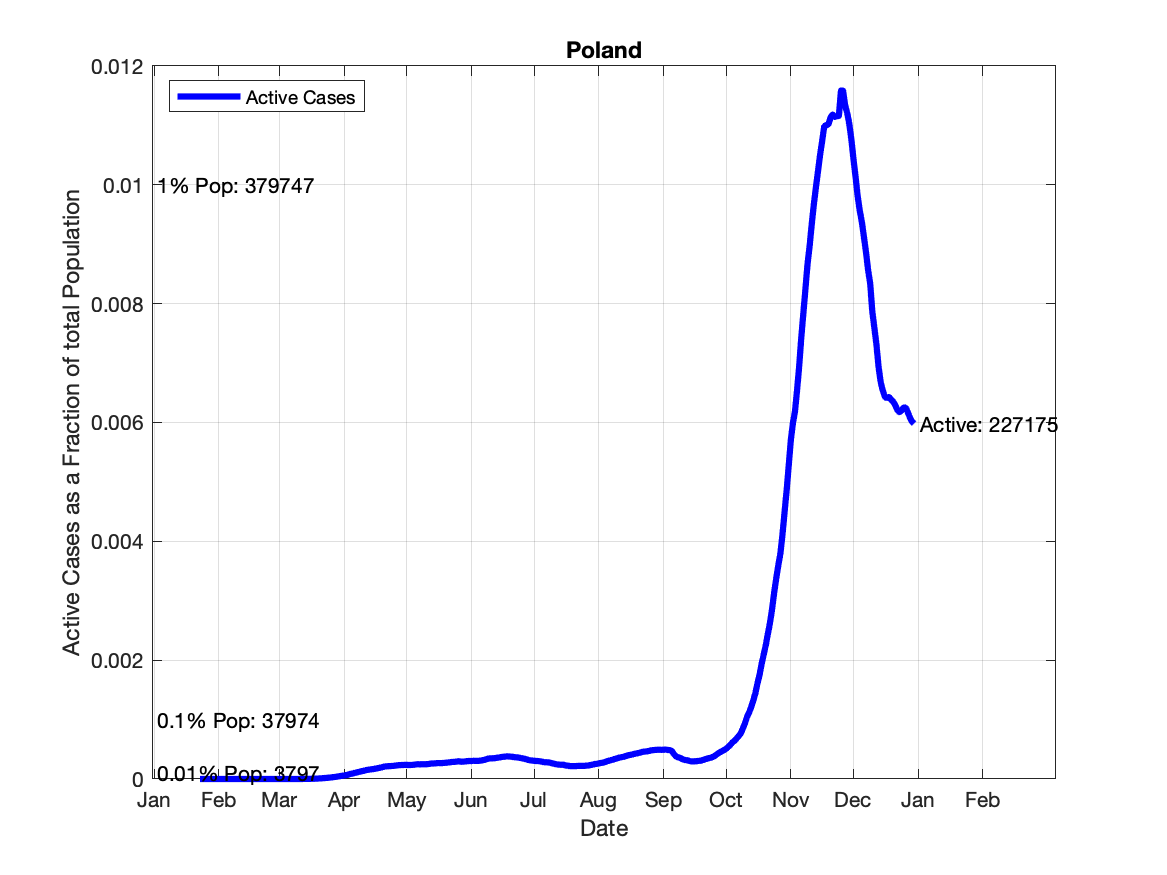 Poland
Active Cases
0.012
0.01
0.008
0.006
0.004
0.002
0
Active Cases as a Fraction of total Population
1% Pop: 379747
0.1% Pop: 37974
0.01% Pop: 3797
Active: 227175
Jan Feb Mar Apr May Jun Jul Aug Sep Oct Nov Dec Jan Feb
Date